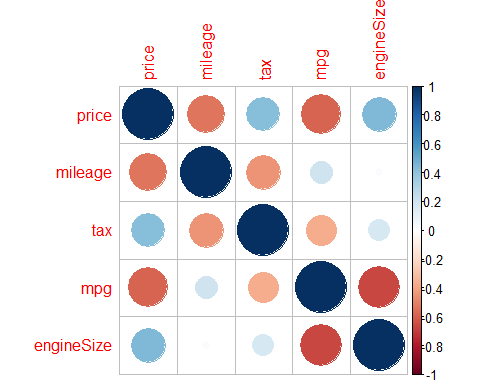 price mileage tax mpg engineSize
price
mileage
tax
mpg
engineSize
1
0.8
0.6
0.4
0.2
0
-0.2
-0.4
-0.6
-0.8
-1